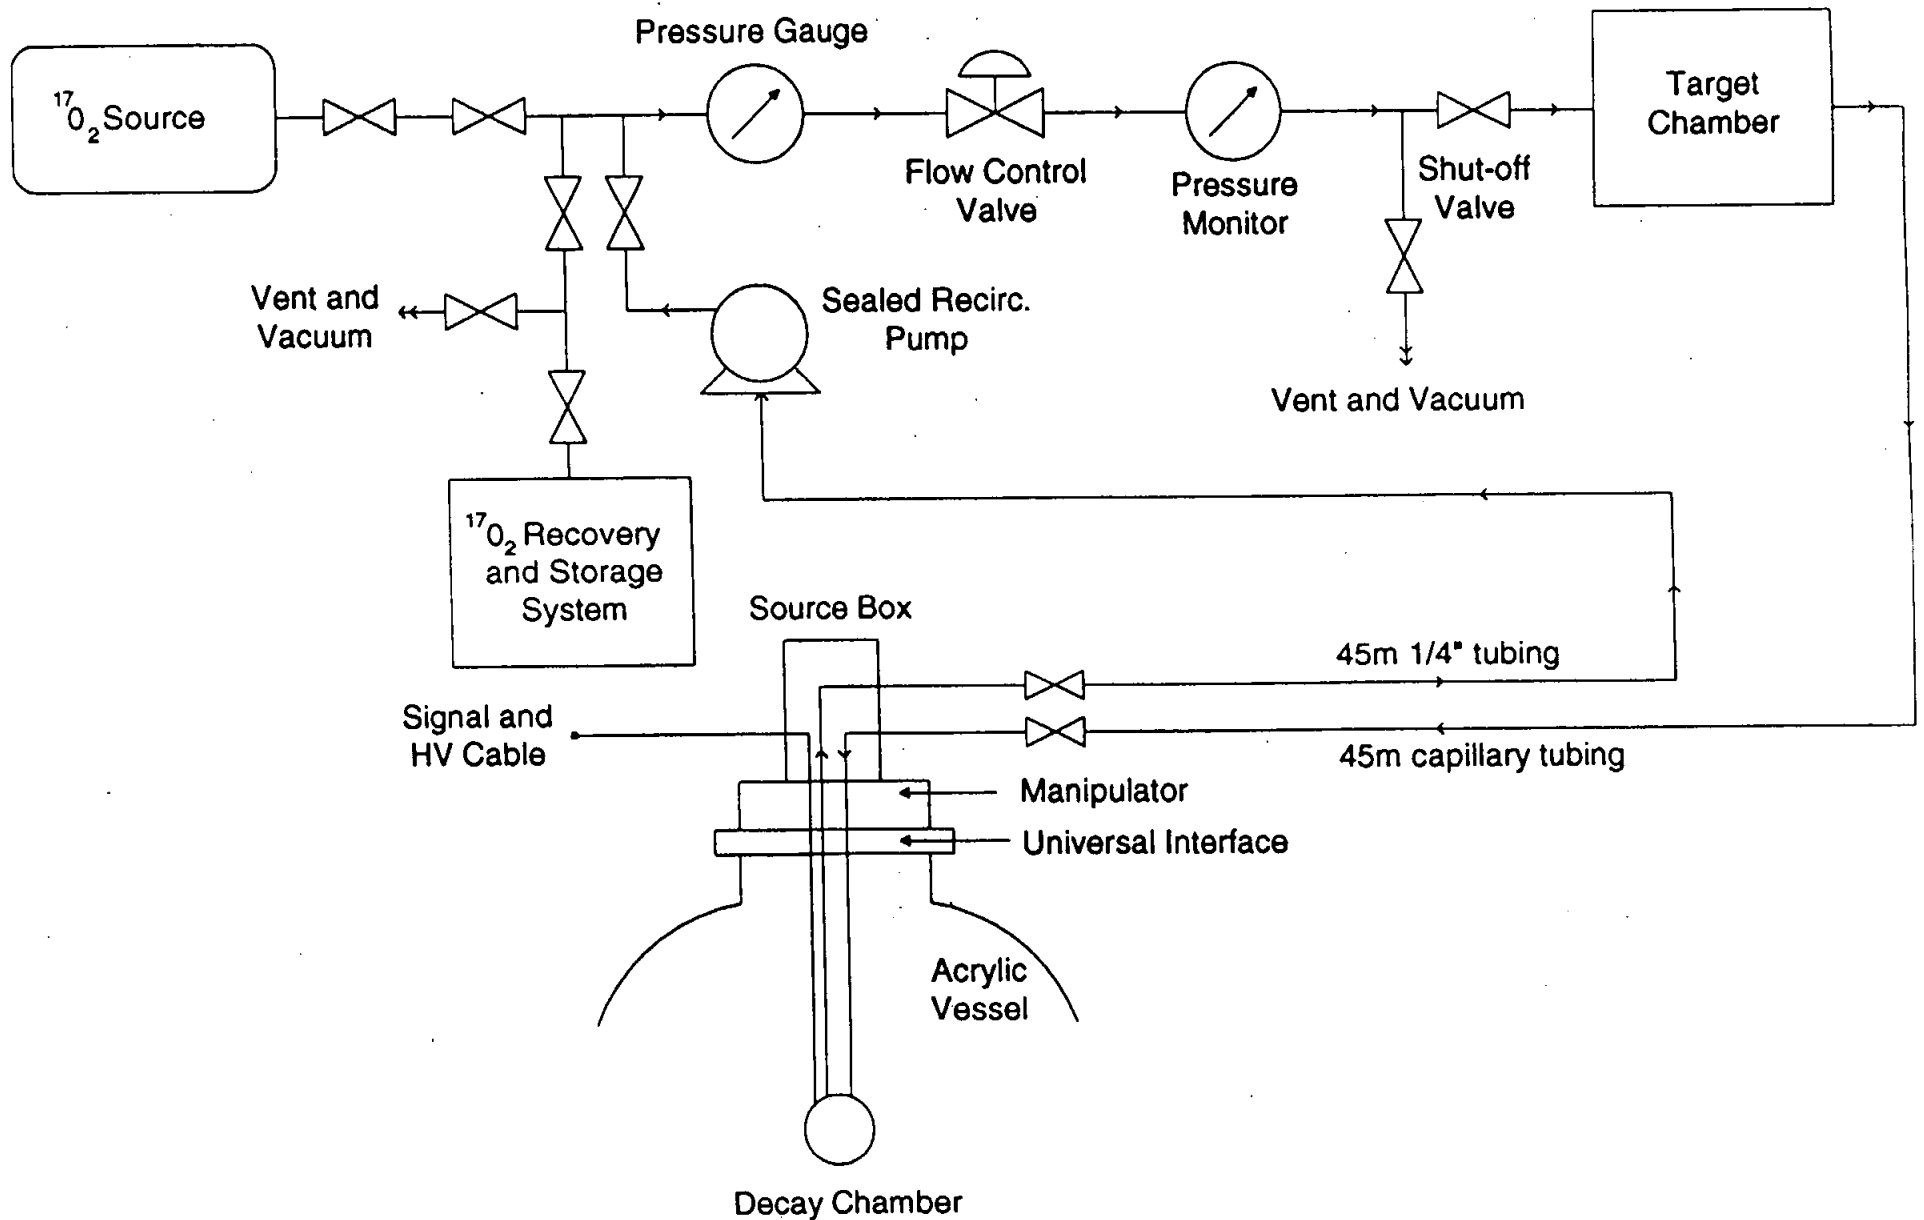 Pressure Gauge
¹⁷O₂ Source
Target
Chamber
Flow Control
Valve
Pressure
Monitor
Shut-off
Valve
Vent and
Vacuum
Sealed Recirc.
Pump
Vent and Vacuum
¹⁷O₂ Recovery
and Storage
System
Source Box
45m 1/4" tubing
Signal and
HV Cable
45m capillary tubing
Manipulator
Universal Interface
Acrylic
Vessel
Decay Chamber